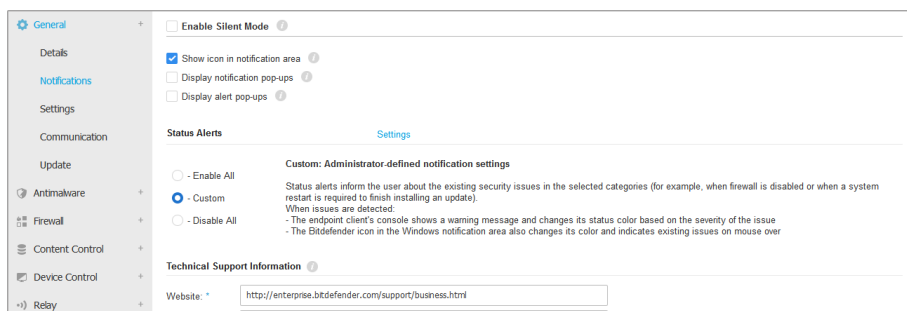 General +
Details
Notifications
Settings
Communication
Update
Antimalware +
Firewall +
Content Control +
Device Control +
Relay +
Enable Silent Mode
Show icon in notification area
Display notification pop-ups
Display alert pop-ups
Status Alerts Settings
- Enable All
- Custom
- Disable All
Custom: Administrator-defined notification settings
Status alerts inform the user about the existing security issues in the selected categories (for example, when firewall is disabled or when a system
restart is required to finish installing an update).
When issues are detected:
- The endpoint client's console shows a warning message and changes its status color based on the severity of the issue
- The Bitdefender icon in the Windows notification area also changes its color and indicates existing issues on mouse over
Technical Support Information
Website: * http://enterprise.bitdefender.com/support/business.html